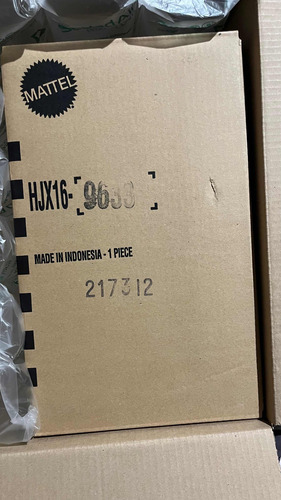 MATTEL
HJX16-
MADE IN INDONESIA - 1 PIECE
217312